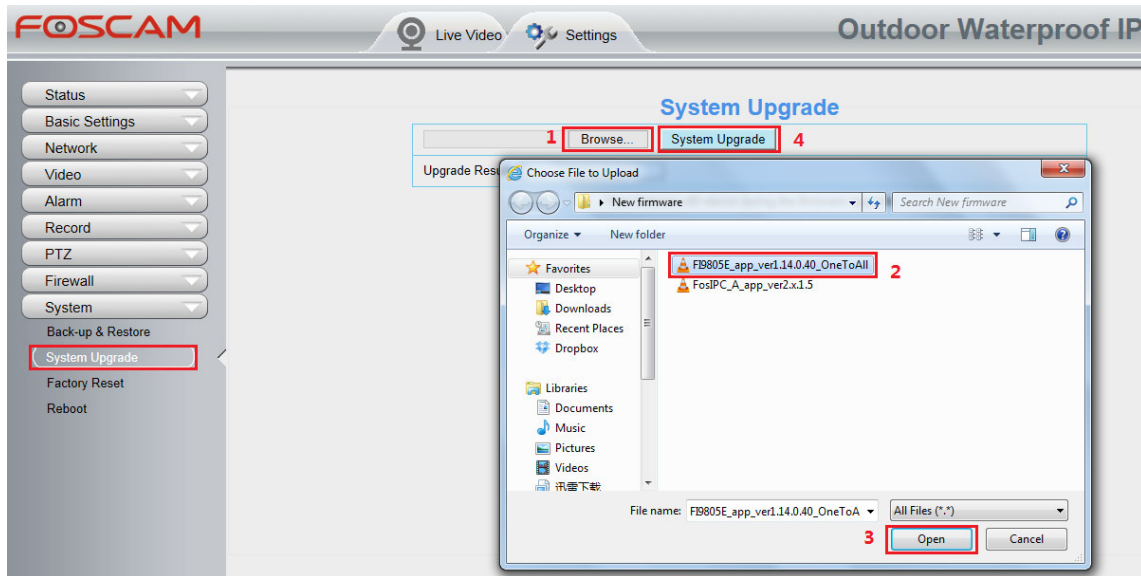 FOSCAM
Live Video
Settings
Outdoor Waterproof IP
Status
Basic Settings
Network
Video
Alarm
Record
PTZ
Firewall
System
Back-up & Restore
System Upgrade
Factory Reset
Reboot
System Upgrade
1 Browse... System Upgrade 4
Upgrade Resu
Choose File to Upload
New firmware
Search New firmware
Organize New folder
Favorites
Desktop
Downloads
Recent Places
Dropbox
Libraries
Documents
Music
Pictures
Videos
迅雷下载
FI9805E_app_ver1.14.0.40_OneToAll 2
FosIPC_A_app_ver2.x.1.5
File name: FI9805E_app_ver1.14.0.40_OneToA All Files (*.*)
3 Open Cancel